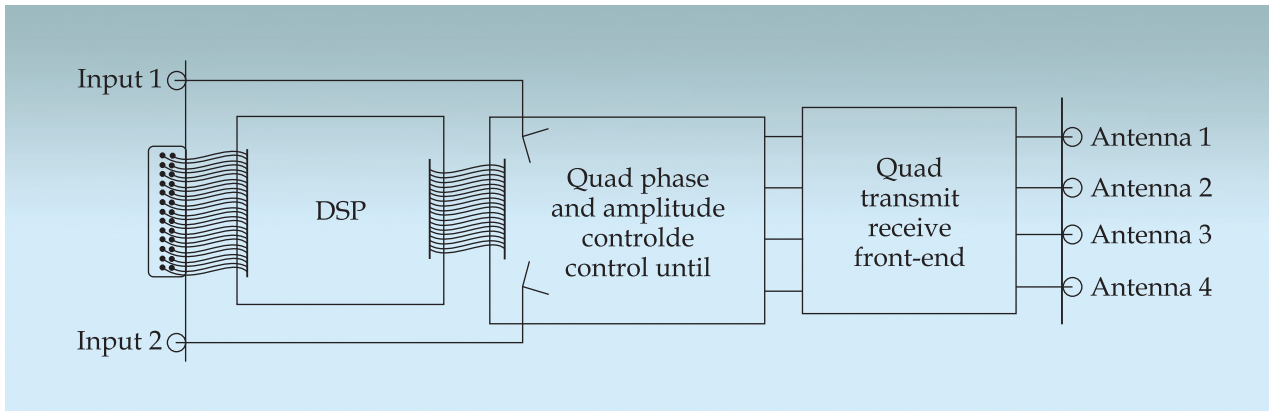 Input 1
DSP
Quad phase
and amplitude
controlde
control until
Quad
transmit
receive
front-end
Antenna 1
Antenna 2
Antenna 3
Antenna 4
Input 2